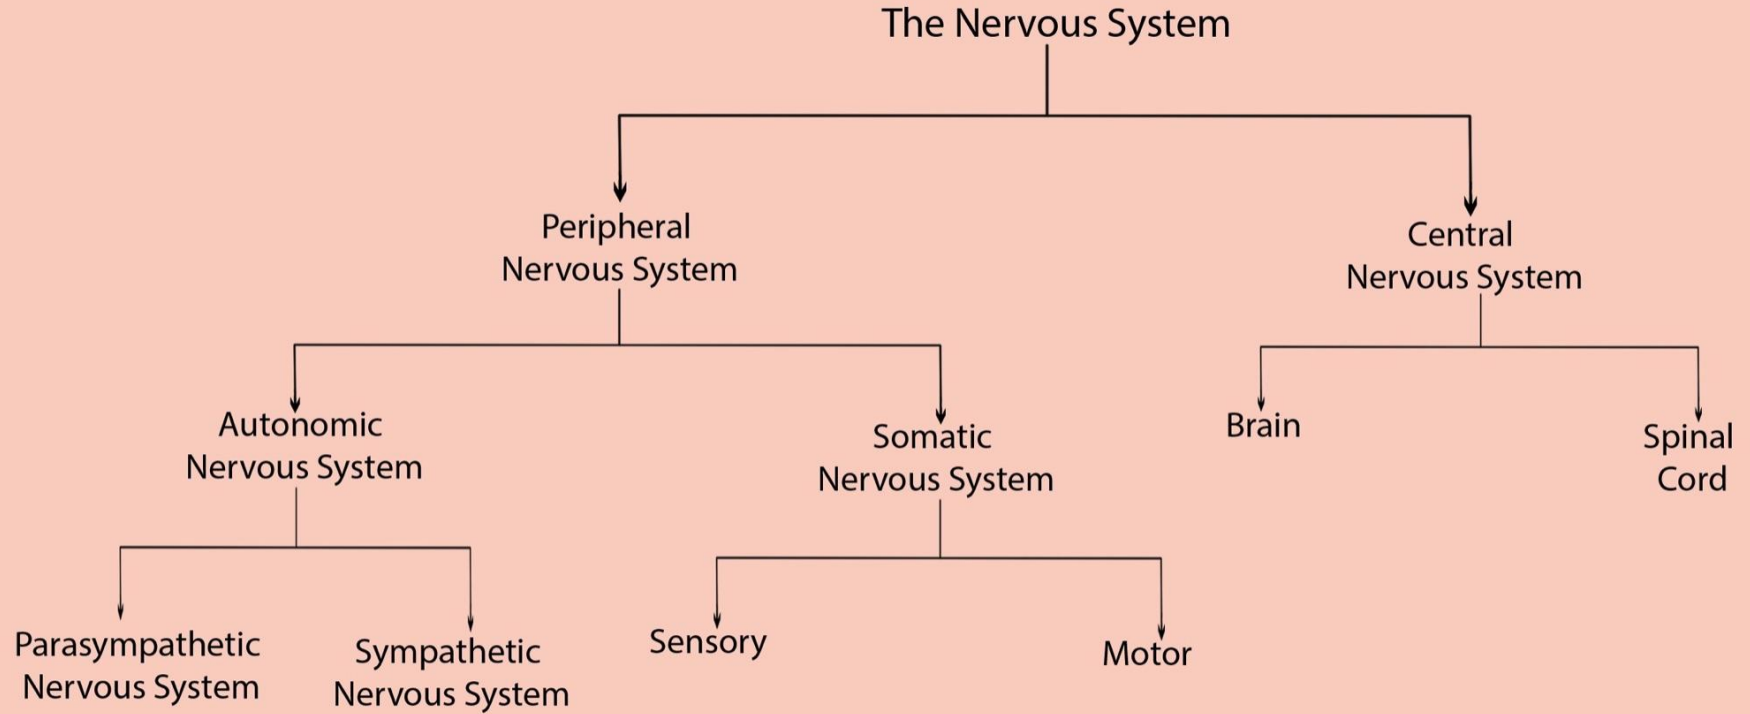 The Nervous System
Peripheral
Nervous System
Central
Nervous System
Autonomic
Nervous System
Somatic
Nervous System
Brain
Spinal
Cord
Parasympathetic
Nervous System
Sympathetic
Nervous System
Sensory
Motor